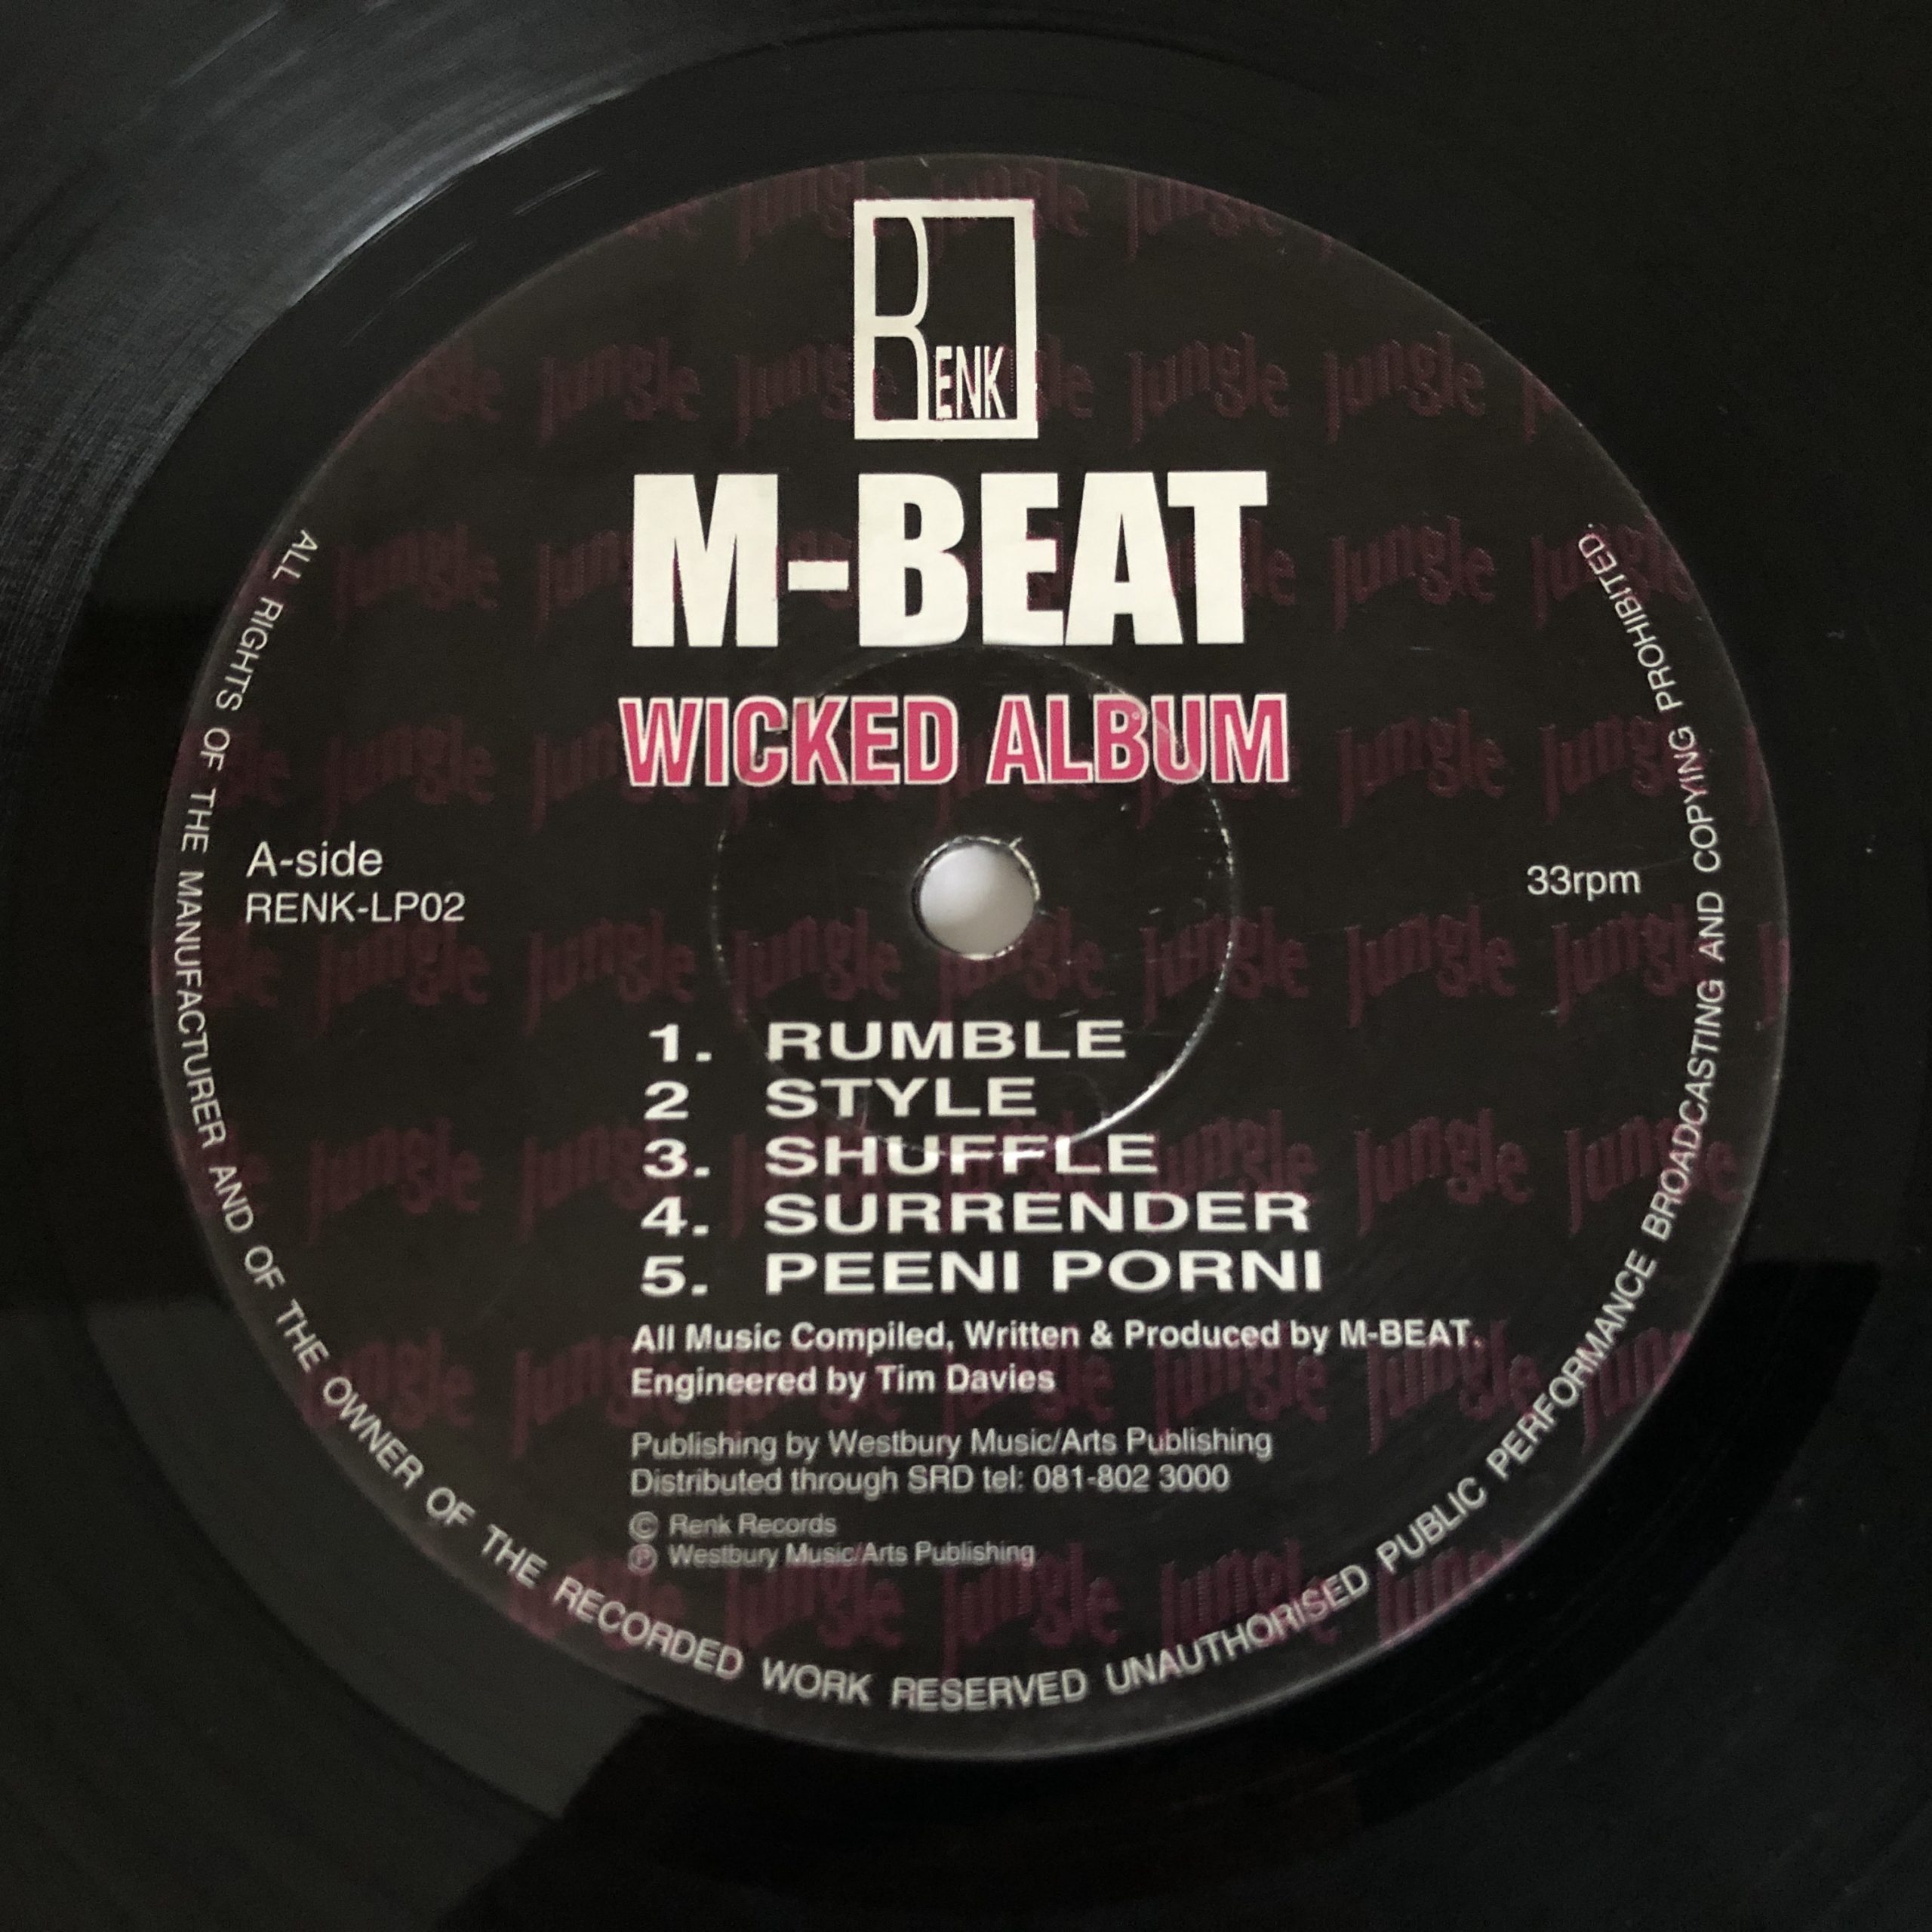 RENK
M-BEAT
WICKED ALBUM
A-side
RENK-LP02
33rpm
1. RUMBLE
2 STYLE
3. SHUFFLE
4. SURRENDER
5. PEENI PORNI
All Music Compiled, Written & Produced by M-BEAT.
Engineered by Tim Davies
Publishing by Westbury Music/Arts Publishing
Distributed through SRD tel: 081-802 3000
© Renk Records
℗ Westbury Music/Arts Publishing
ALL RIGHTS OF THE MANUFACTURER AND OF THE OWNER OF THE RECORDED WORK RESERVED UNAUTHORISED PUBLIC PERFORMANCE BROADCASTING AND COPYING PROHIBITED.
Jungle